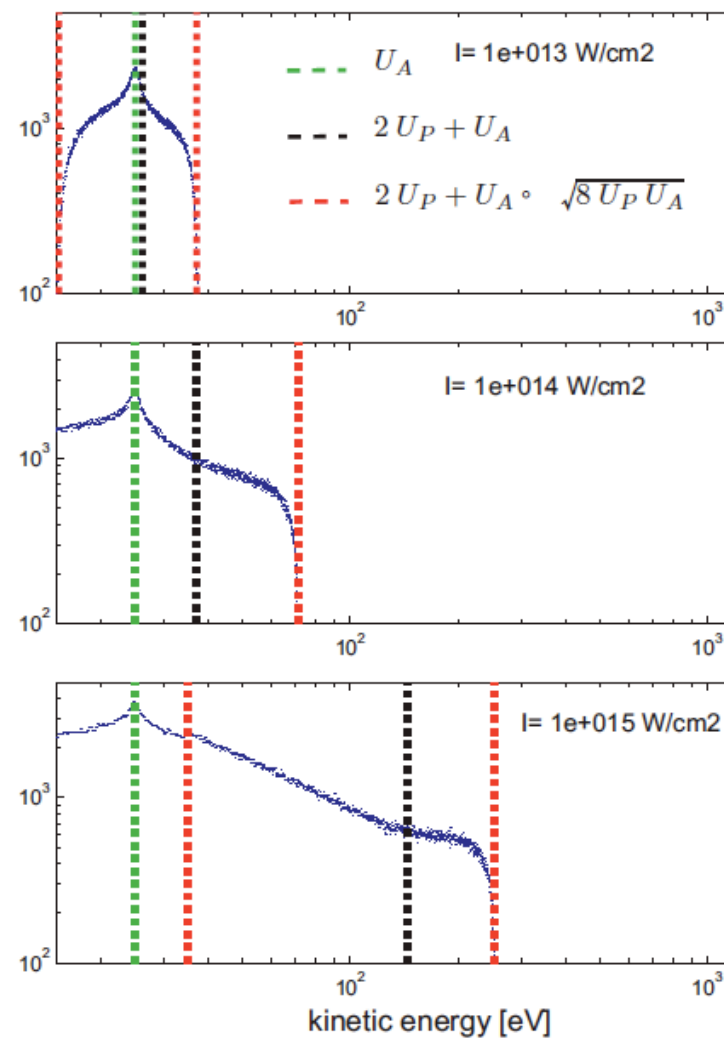 U_A I= 1e+013 W/cm2
2 U_P + U_A
2 U_P + U_A ∘ √8 U_P U_A
10^3
10^2
10^2 10^3
I= 1e+014 W/cm2
10^3
10^2
10^2 10^3
I= 1e+015 W/cm2
10^3
10^2
10^2 10^3
kinetic energy [eV]